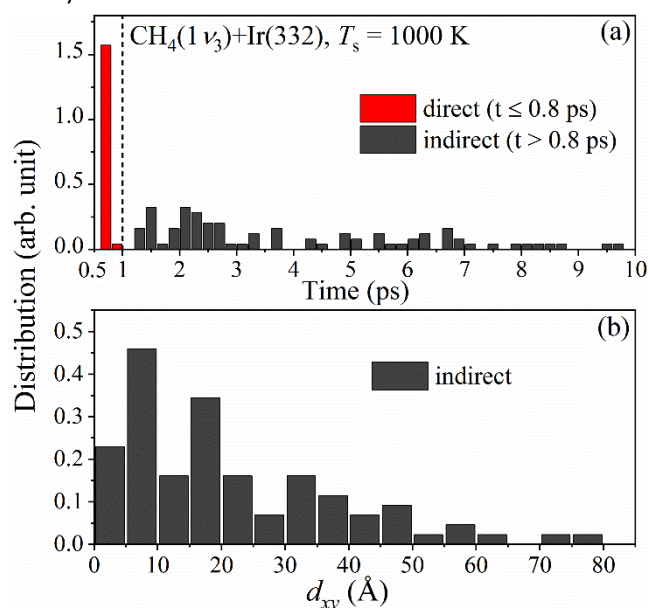 CH₄(1 ν₃)+Ir(332), Tₛ = 1000 K
(a)
direct (t ≤ 0.8 ps)
indirect (t > 0.8 ps)
1.5
1.0
0.5
0.0
0.5 1 2 3 4 5 6 7 8 9 10
Time (ps)
Distribution (arb. unit)
(b)
indirect
0.5
0.4
0.3
0.2
0.1
0.0
0 10 20 30 40 50 60 70 80
d_xy (Å)